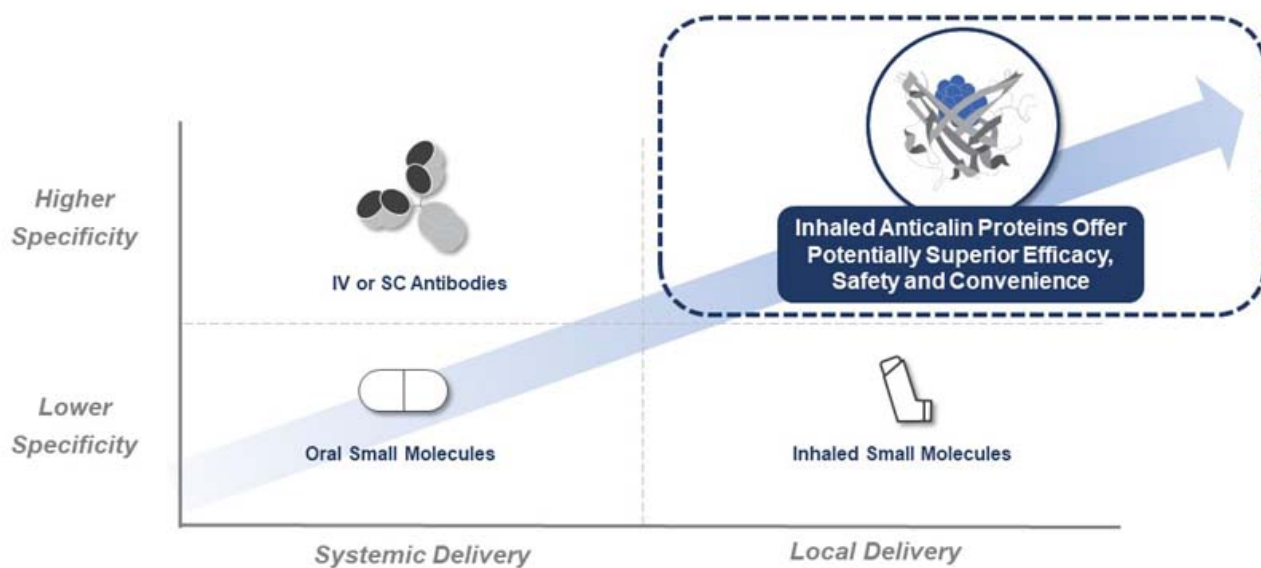 Higher
Specificity
IV or SC Antibodies
Inhaled Anticalin Proteins Offer
Potentially Superior Efficacy,
Safety and Convenience
Lower
Specificity
Oral Small Molecules
Inhaled Small Molecules
Systemic Delivery
Local Delivery